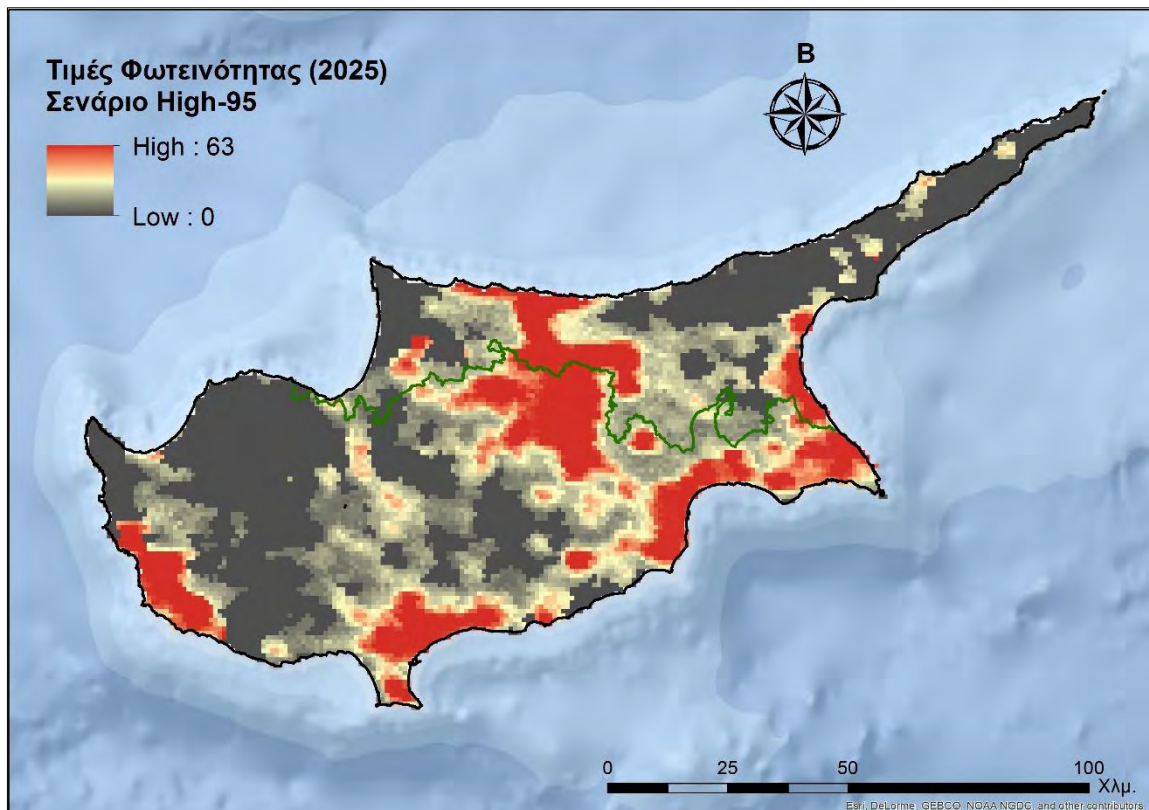 Τιμές Φωτεινότητας (2025)
Σενάριο High-95
High : 63
Low : 0
Β
0 25 50 100
Χλμ.
Esri, DeLorme, GEBCO, NOAA NGDC, and other contributors